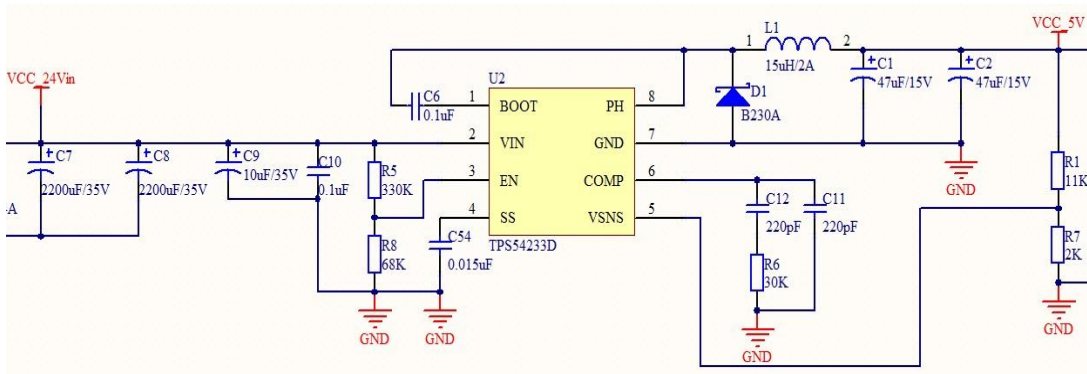 VCC_24Vin
C7
2200uF/35V
C8
2200uF/35V
C9
10uF/35V
C10
0.1uF
R5
330K
R8
68K
GND
C54
0.015uF
GND
C6
0.1uF
U2
1 BOOT
2 VIN
3 EN
4 SS
PH 8
GND 7
COMP 6
VSNS 5
TPS54233D
D1
B230A
1 L1 2
15uH/2A
C1
47uF/15V
C2
47uF/15V
GND
VCC_5V
R1
11K
R7
2K
GND
C12
220pF
C11
220pF
R6
30K
GND